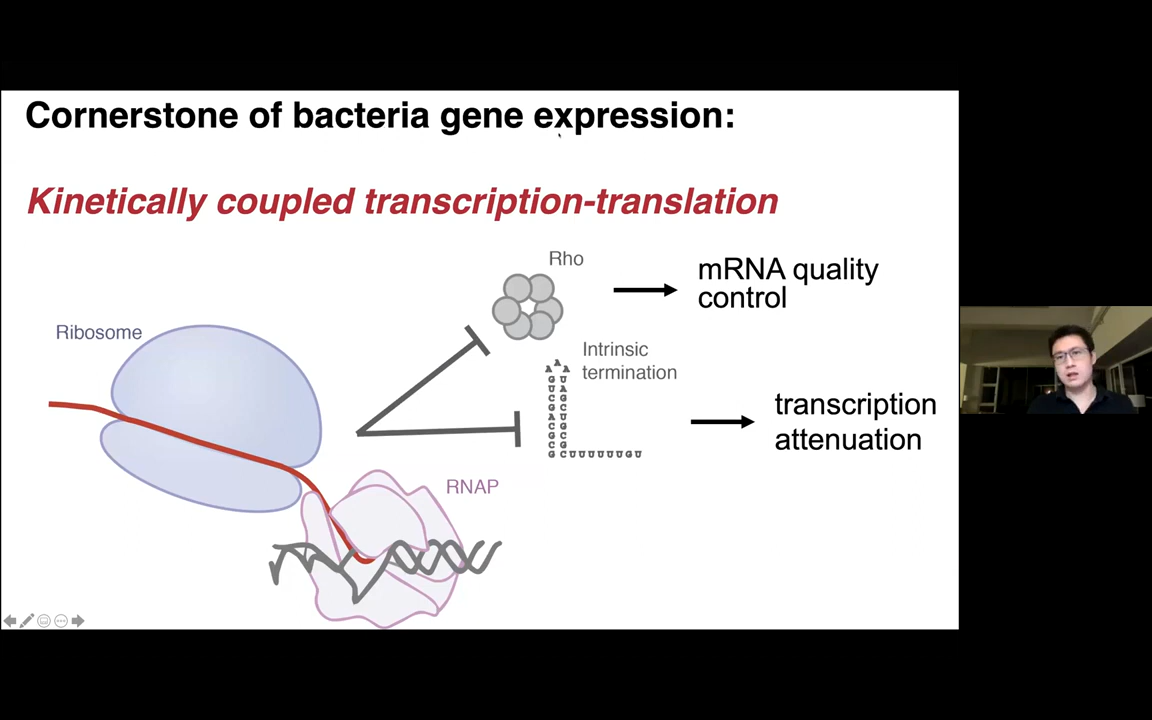 Cornerstone of bacteria gene expression:
Kinetically coupled transcription-translation
Rho
mRNA quality
control
Ribosome
Intrinsic
termination
transcription
attenuation
RNAP